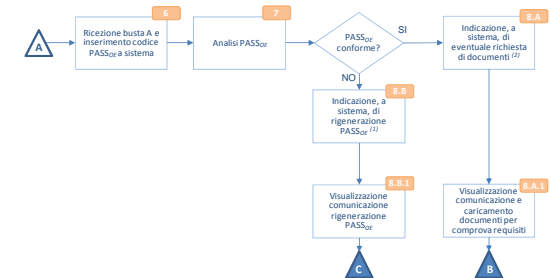 6
7
8.A
A
Ricezione busta A e
inserimento codice
PASSOE a sistema
Analisi PASSOE
PASSOE
conforme?
SI
Indicazione, a
sistema, di
eventuale richiesta
di documenti (2)
NO
8.B
Indicazione, a
sistema, di
rigenerazione
PASSOE (1)
8.B.1
Visualizzazione
comunicazione
rigenerazione
PASSOE
8.A.1
Visualizzazione
comunicazione e
caricamento
documenti per
comprova requisiti
C
B